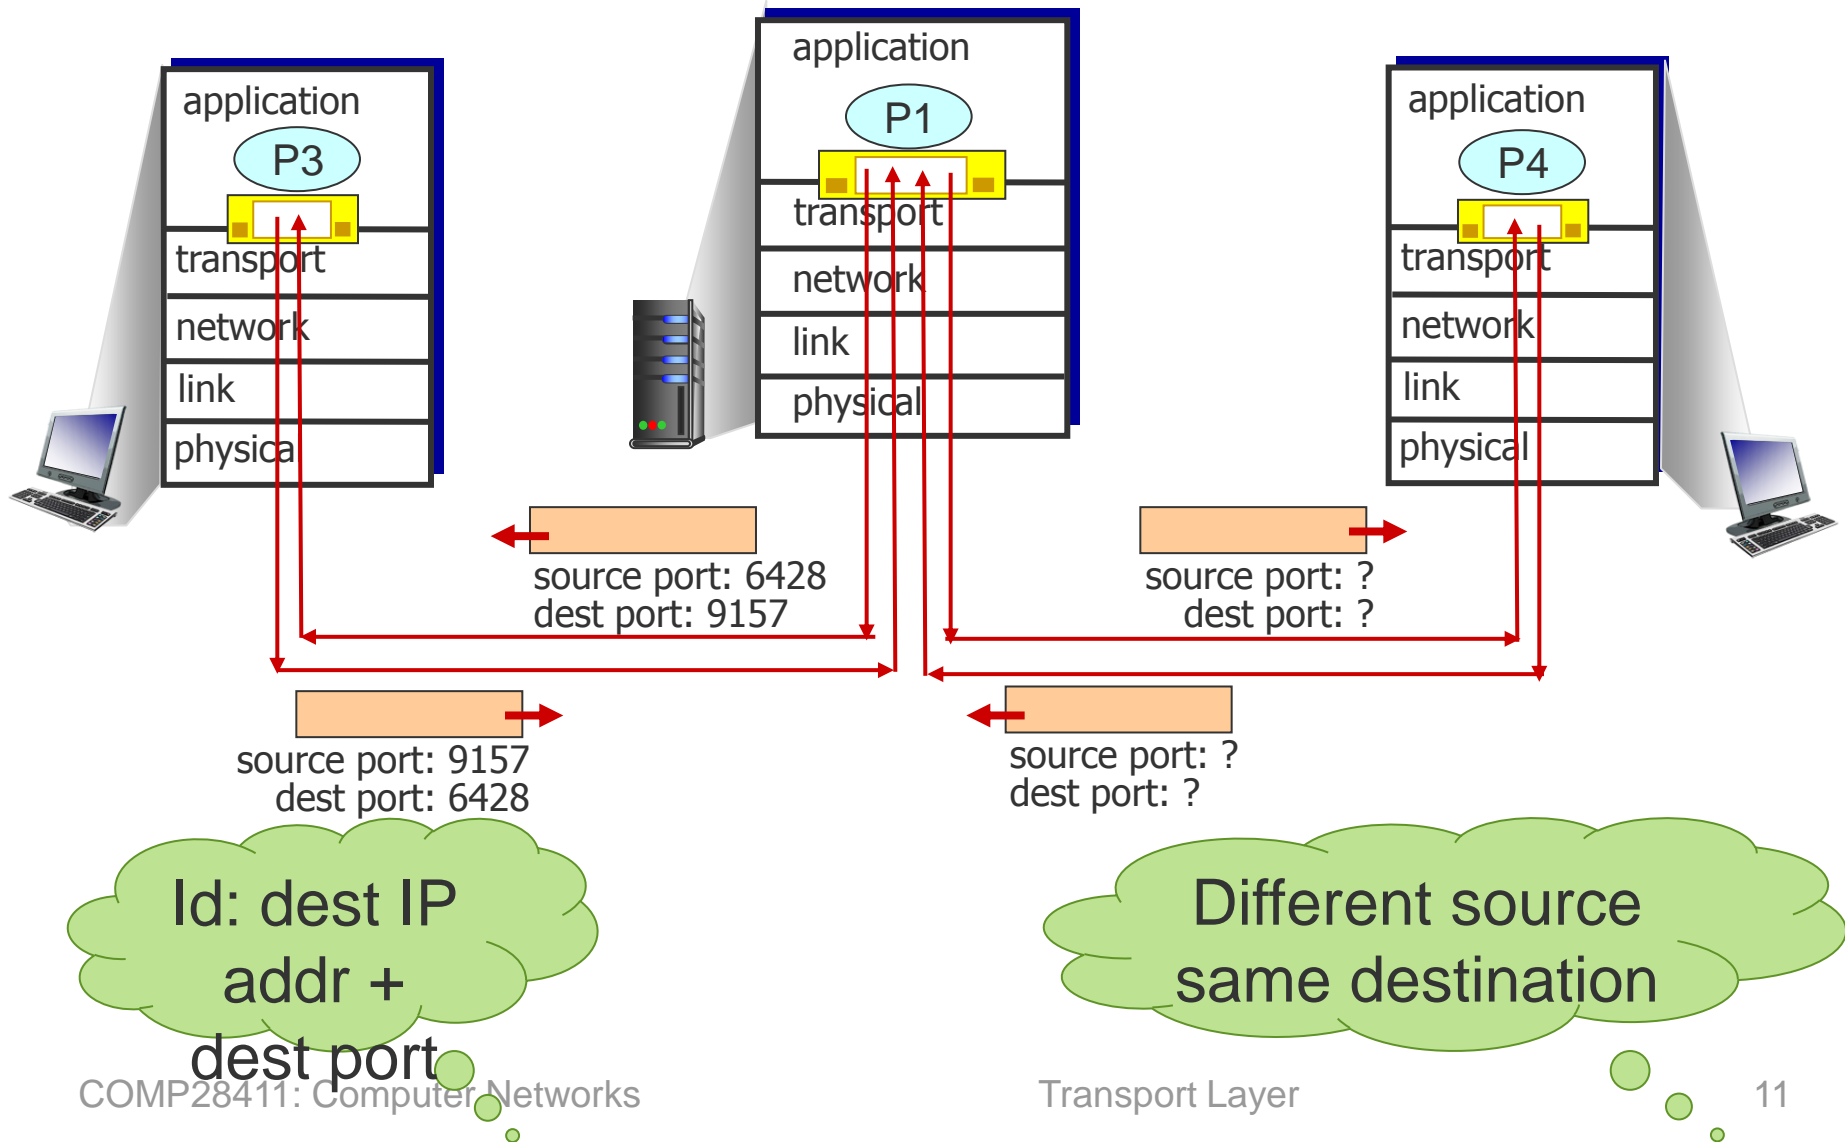 application
P3
transport
network
link
physica
application
P1
transport
network
link
physical
application
P4
transport
network
link
physical
source port: 6428
dest port: 9157
source port: ?
dest port: ?
source port: 9157
dest port: 6428
source port: ?
dest port: ?
Id: dest IP
addr +
dest port
Different source
same destination
COMP28411: Computer Networks
Transport Layer
11